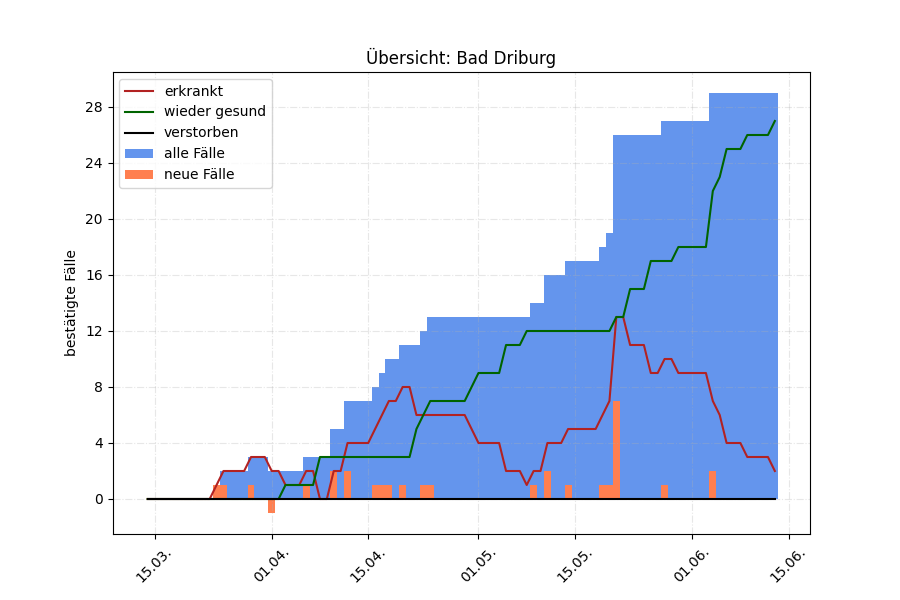 Übersicht: Bad Driburg
erkrankt
wieder gesund
verstorben
alle Fälle
neue Fälle
bestätigte Fälle
28
24
20
16
12
8
4
0
15.03.
01.04.
15.04.
01.05.
15.05.
01.06.
15.06.